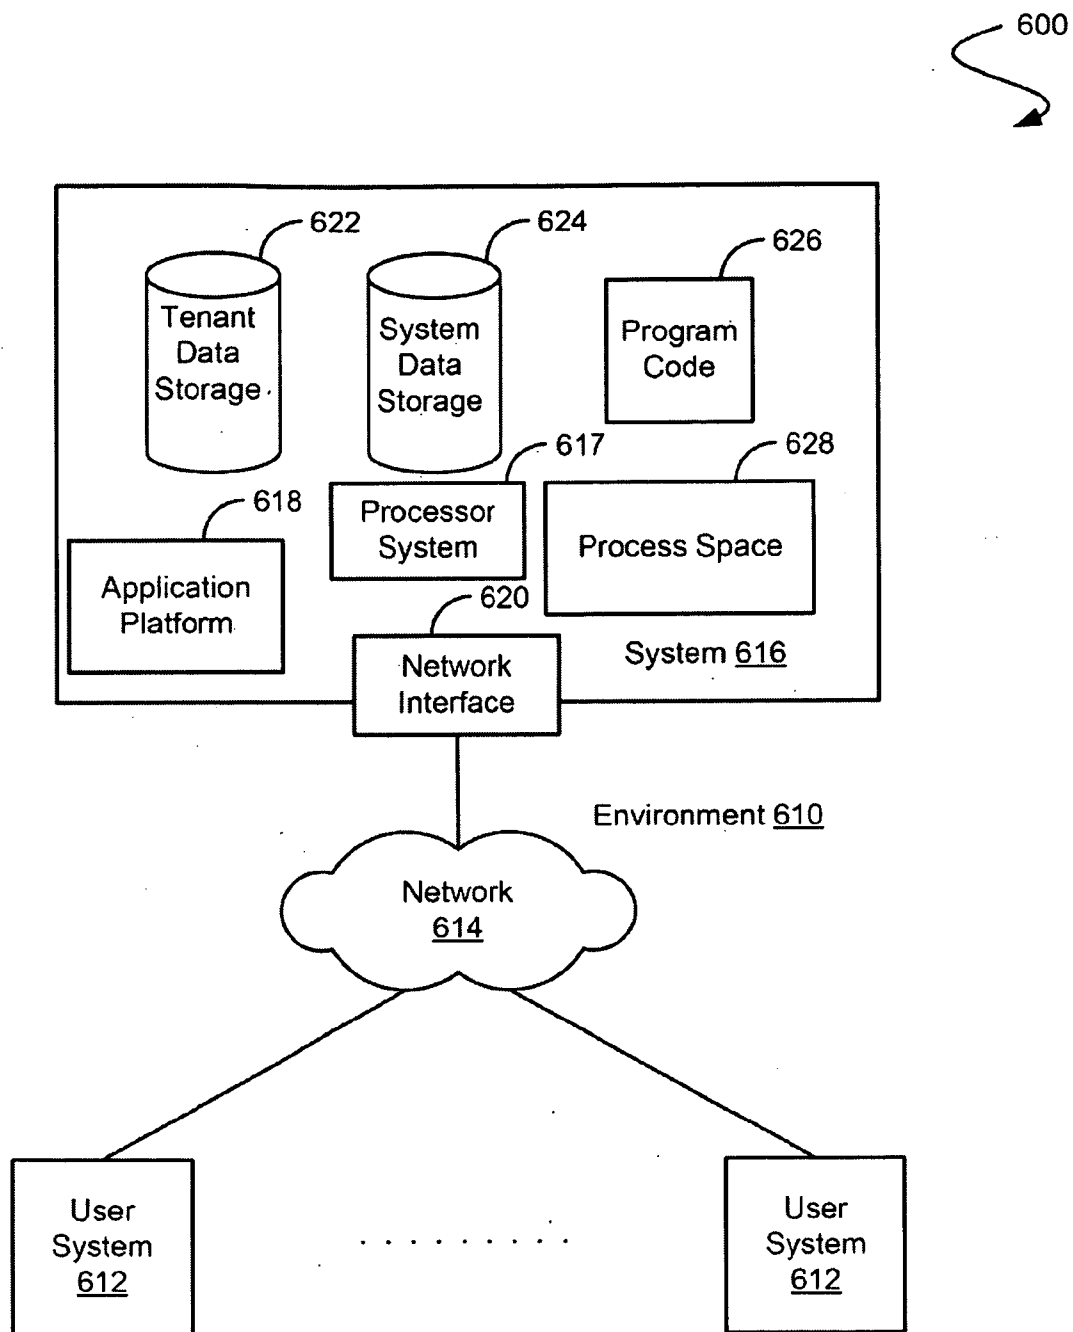 600
622
624
626
Tenant
Data
Storage
System
Data
Storage
Program
Code
617
628
618
Processor
System
Process Space
Application
Platform
620
Network
Interface
System 616
Environment 610
Network
614
User
System
612
.........
User
System
612